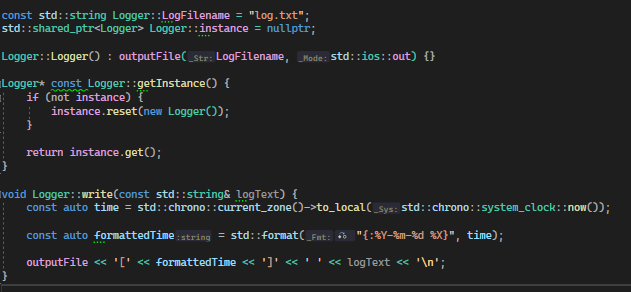 const std::string Logger::LogFilename = "log.txt";
std::shared_ptr<Logger> Logger::instance = nullptr;
Logger::Logger() : outputFile(_Str: LogFilename, _Mode: std::ios::out) {}
Logger* const Logger::getInstance() {
if (not instance) {
instance.reset(new Logger());
}
return instance.get();
}
void Logger::write(const std::string& logText) {
const auto time = std::chrono::current_zone()->to_local(_Sys: std::chrono::system_clock::now());
const auto formattedTime:string = std::format(_Fmt: "{:%Y-%m-%d %X}", time);
outputFile << '[' << formattedTime << ']' << ' ' << logText << '\n';
}